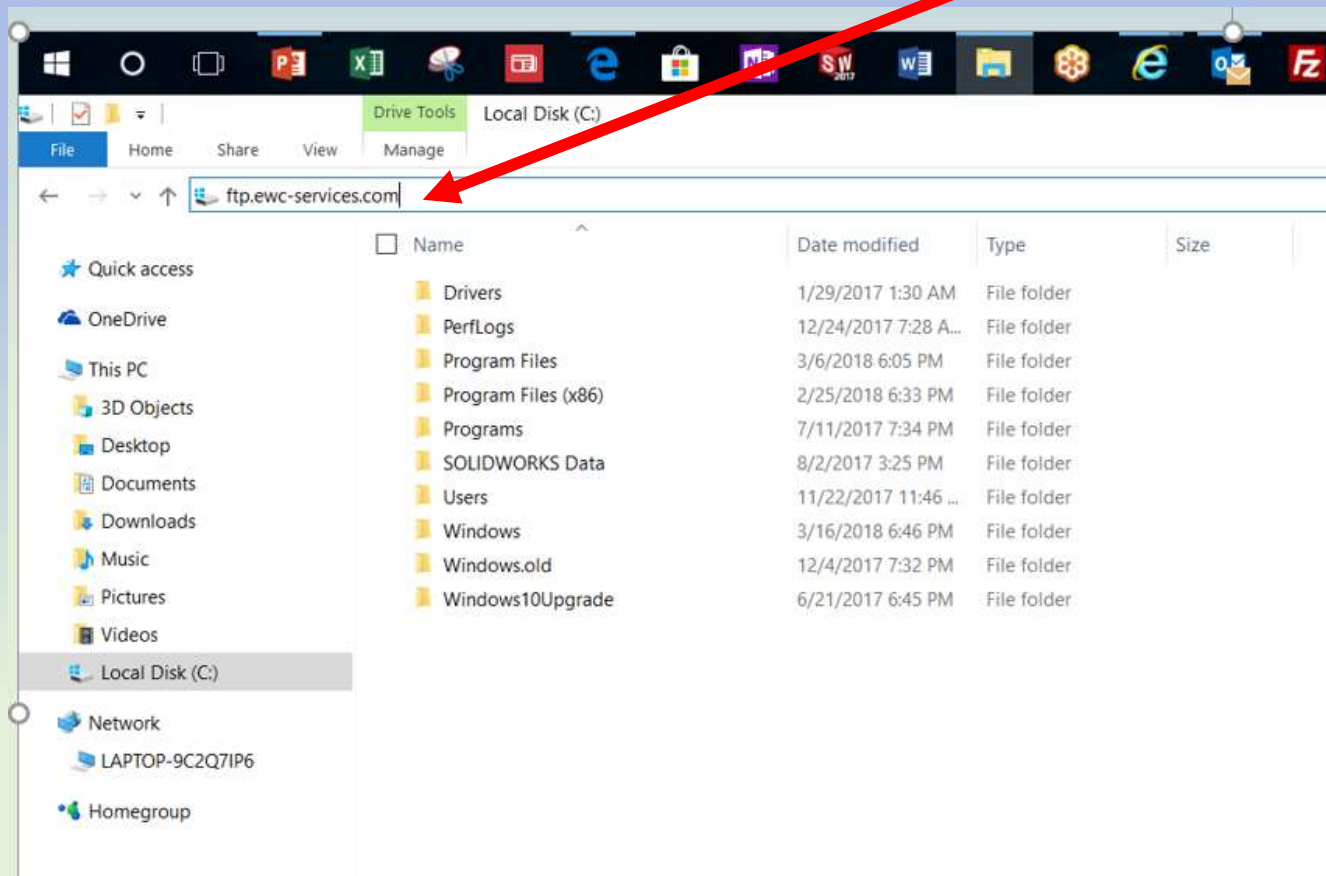 Drive Tools Local Disk (C:)
File Home Share View Manage
ftp.ewc-services.com
Name Date modified Type Size
Quick access
OneDrive
This PC
3D Objects
Desktop
Documents
Downloads
Music
Pictures
Videos
Local Disk (C:)
Network
LAPTOP-9C2Q7IP6
Homegroup
Drivers 1/29/2017 1:30 AM File folder
PerfLogs 12/24/2017 7:28 A... File folder
Program Files 3/6/2018 6:05 PM File folder
Program Files (x86) 2/25/2018 6:33 PM File folder
Programs 7/11/2017 7:34 PM File folder
SOLIDWORKS Data 8/2/2017 3:25 PM File folder
Users 11/22/2017 11:46 ... File folder
Windows 3/16/2018 6:46 PM File folder
Windows.old 12/4/2017 7:32 PM File folder
Windows10Upgrade 6/21/2017 6:45 PM File folder